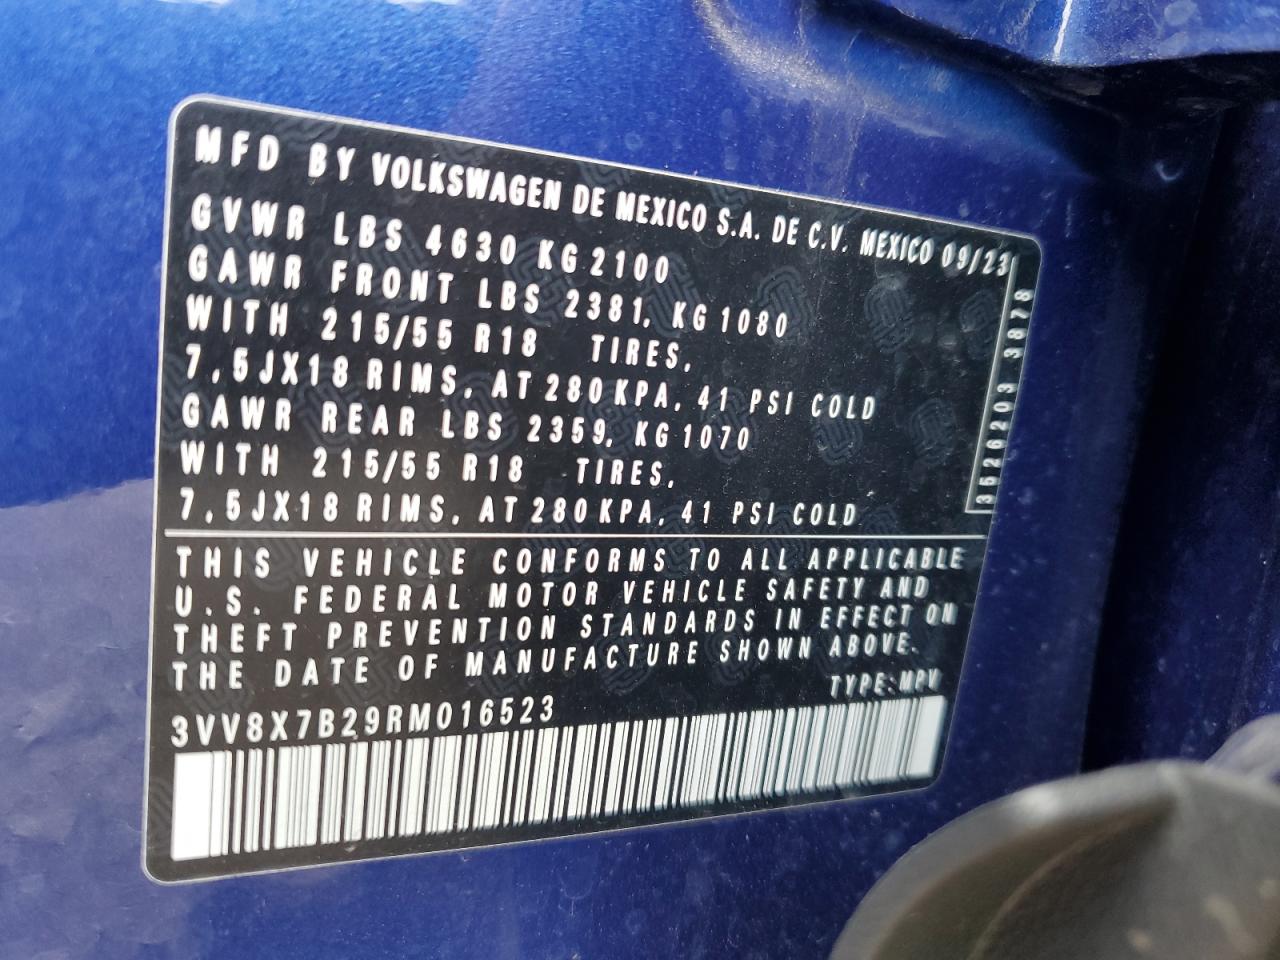 MFD BY VOLKSWAGEN DE MEXICO S.A. DE C.V. MEXICO 09/23
GVWR LBS 4630 KG 2100
GAWR FRONT LBS 2381, KG 1080
WITH 215/55 R18 TIRES,
7,5JX18 RIMS, AT 280 KPA, 41 PSI COLD
GAWR REAR LBS 2359, KG 1070
WITH 215/55 R18 TIRES,
7,5JX18 RIMS, AT 280 KPA, 41 PSI COLD
3526203 3878
THIS VEHICLE CONFORMS TO ALL APPLICABLE
U.S. FEDERAL MOTOR VEHICLE SAFETY AND
THEFT PREVENTION STANDARDS IN EFFECT ON
THE DATE OF MANUFACTURE SHOWN ABOVE.
TYPE:MPV
3VV8X7B29RM016523